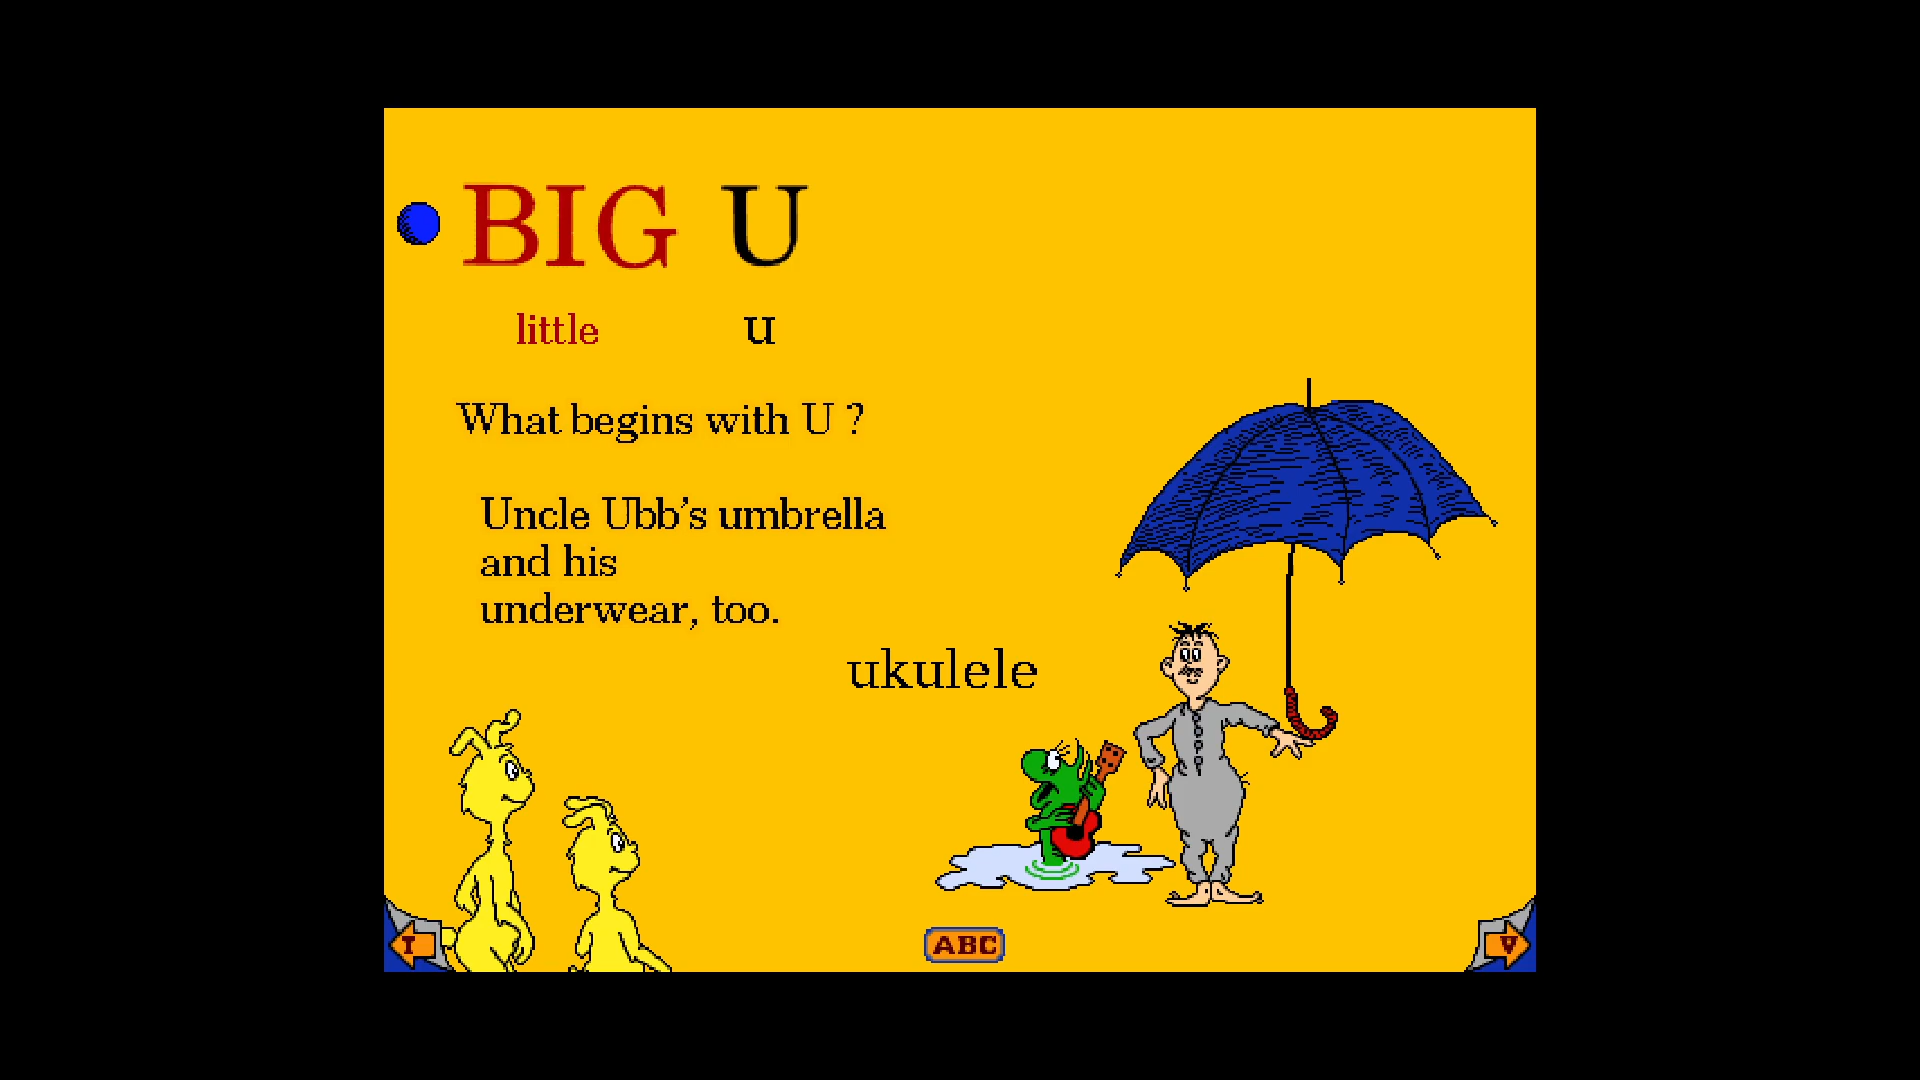 BIG U
little u
What begins with U ?
Uncle Ubb's umbrella
and his
underwear, too.
ukulele
T
ABC
V